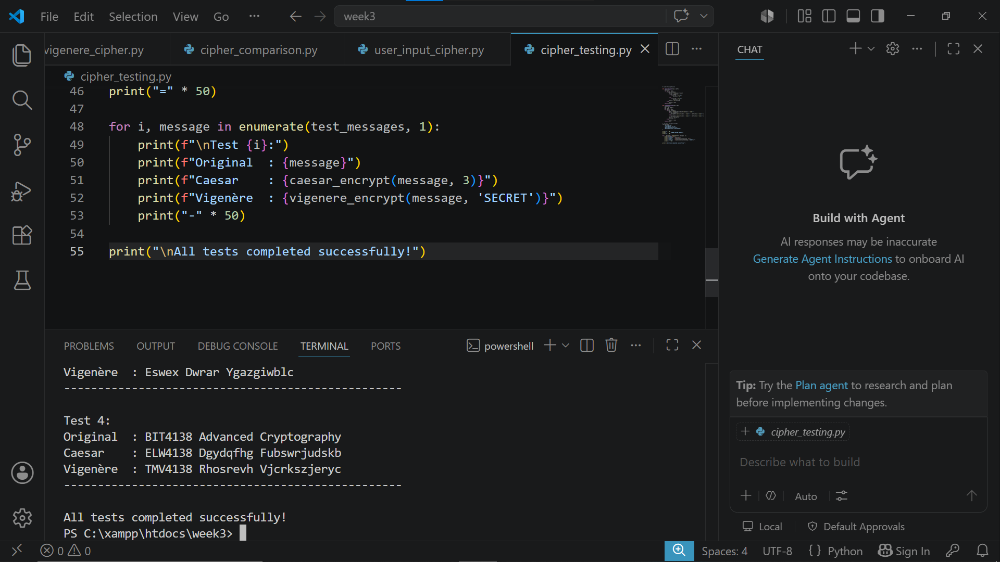 File Edit Selection View Go ··· week3
vigenere_cipher.py cipher_comparison.py user_input_cipher.py cipher_testing.py
cipher_testing.py
46 print("=" * 50)
47
48 for i, message in enumerate(test_messages, 1):
49 print(f"\nTest {i}:")
50 print(f"Original  : {message}")
51 print(f"Caesar    : {caesar_encrypt(message, 3)}")
52 print(f"Vigenère  : {vigenere_encrypt(message, 'SECRET')}")
53 print("-" * 50)
54
55 print("\nAll tests completed successfully!")
PROBLEMS OUTPUT DEBUG CONSOLE TERMINAL PORTS powershell
Vigenère  : Eswex Dwrar Ygazgiwblc
--------------------------------------------------
Test 4:
Original  : BIT4138 Advanced Cryptography
Caesar    : ELW4138 Dgydqfhg Fubswrjudskb
Vigenère  : TMV4138 Rhosrevh Vjcrkszjeryc
--------------------------------------------------
All tests completed successfully!
PS C:\xampp\htdocs\week3>
CHAT
Build with Agent
AI responses may be inaccurate
Generate Agent Instructions to onboard AI
onto your codebase.
Tip: Try the Plan agent to research and plan
before implementing changes.
cipher_testing.py
Describe what to build
Auto
Local Default Approvals
0 0 Spaces: 4 UTF-8 {} Python Sign In